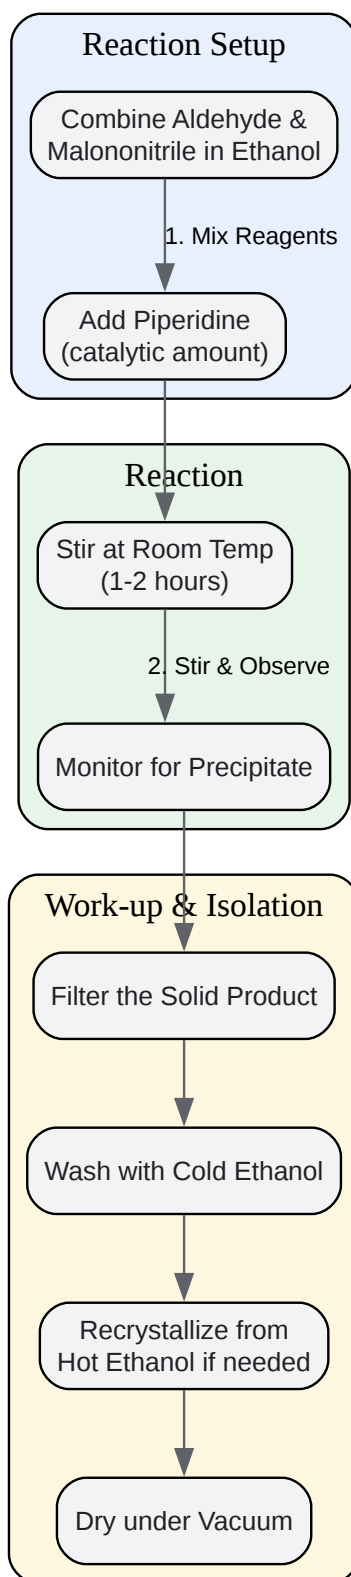 Reaction Setup
Combine Aldehyde &
Malononitrile in Ethanol
1. Mix Reagents
Add Piperidine
(catalytic amount)
Reaction
Stir at Room Temp
(1-2 hours)
2. Stir & Observe
Monitor for Precipitate
Work-up & Isolation
Filter the Solid Product
Wash with Cold Ethanol
Recrystallize from
Hot Ethanol if needed
Dry under Vacuum